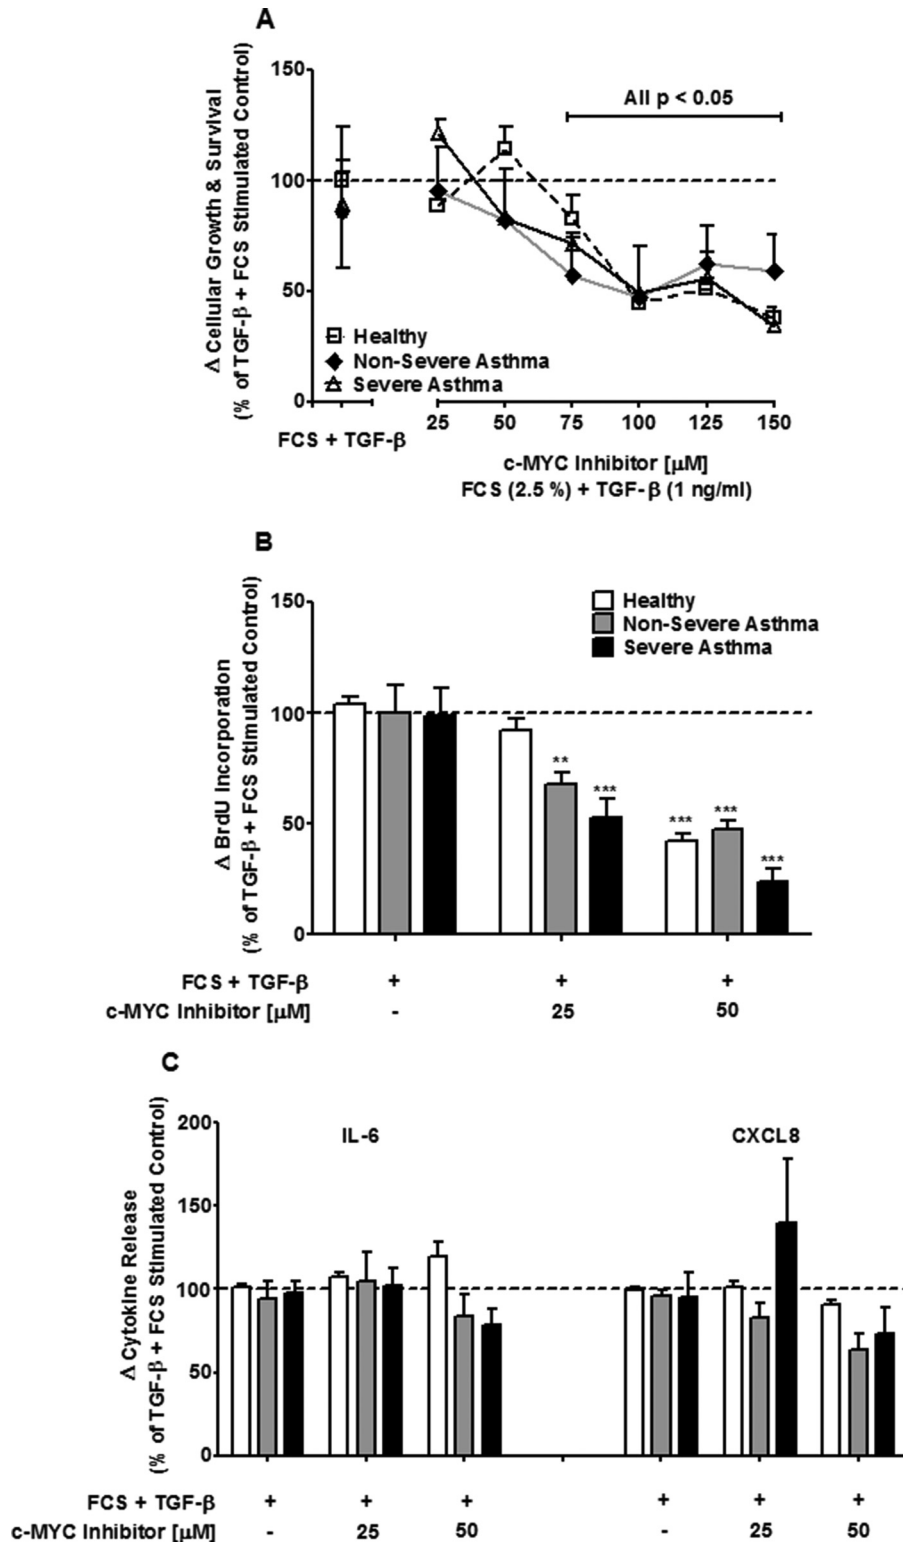 A
Δ Cellular Growth & Survival
(% of TGF-β + FCS Stimulated Control)
150
100
50
0
All p < 0.05
Healthy
Non-Severe Asthma
Severe Asthma
FCS + TGF-β
25 50 75 100 125 150
c-MYC Inhibitor [μM]
FCS (2.5 %) + TGF-β (1 ng/ml)
B
Δ BrdU Incorporation
(% of TGF-β + FCS Stimulated Control)
150
100
50
0
Healthy
Non-Severe Asthma
Severe Asthma
** *** *** *** ***
FCS + TGF-β + + +
c-MYC Inhibitor [μM] - 25 50
C
Δ Cytokine Release
(% of TGF-β + FCS Stimulated Control)
200
150
100
50
0
IL-6 CXCL8
FCS + TGF-β + + + + + +
c-MYC Inhibitor [μM] - 25 50 - 25 50